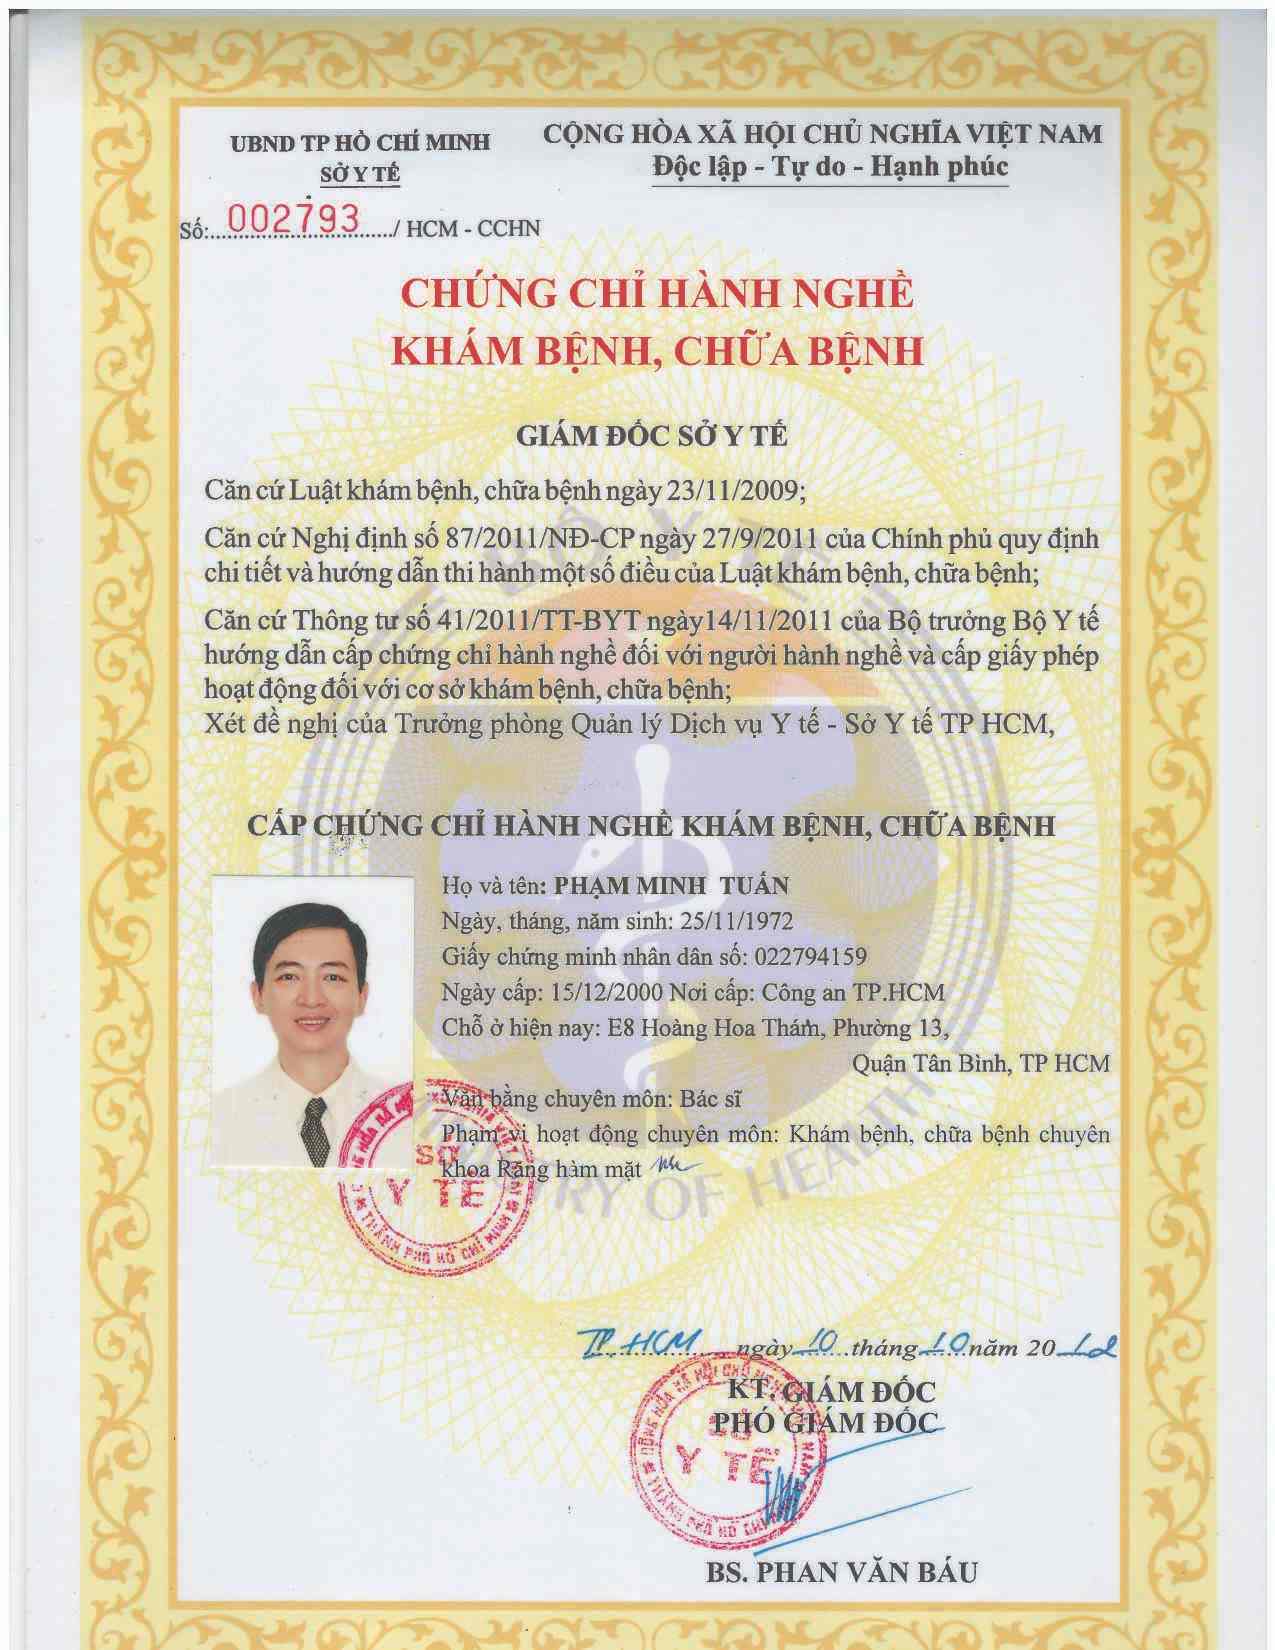 UBND TP HỒ CHÍ MINH
SỞ Y TẾ
CỘNG HÒA XÃ HỘI CHỦ NGHĨA VIỆT NAM
Độc lập - Tự do - Hạnh phúc
Số:....002793..../ HCM - CCHN
CHỨNG CHỈ HÀNH NGHỀ
KHÁM BỆNH, CHỮA BỆNH
GIÁM ĐỐC SỞ Y TẾ
Căn cứ Luật khám bệnh, chữa bệnh ngày 23/11/2009;
Căn cứ Nghị định số 87/2011/NĐ-CP ngày 27/9/2011 của Chính phủ quy định
chi tiết và hướng dẫn thi hành một số điều của Luật khám bệnh, chữa bệnh;
Căn cứ Thông tư số 41/2011/TT-BYT ngày14/11/2011 của Bộ trưởng Bộ Y tế
hướng dẫn cấp chứng chỉ hành nghề đối với người hành nghề và cấp giấy phép
hoạt động đối với cơ sở khám bệnh, chữa bệnh;
Xét đề nghị của Trưởng phòng Quản lý Dịch vụ Y tế - Sở Y tế TP HCM,
CẤP CHỨNG CHỈ HÀNH NGHỀ KHÁM BỆNH, CHỮA BỆNH
Họ và tên: PHẠM MINH TUẤN
Ngày, tháng, năm sinh: 25/11/1972
Giấy chứng minh nhân dân số: 022794159
Ngày cấp: 15/12/2000 Nơi cấp: Công an TP.HCM
Chỗ ở hiện nay: E8 Hoàng Hoa Thám, Phường 13,
Quận Tân Bình, TP HCM
Văn bằng chuyên môn: Bác sĩ
Phạm vi hoạt động chuyên môn: Khám bệnh, chữa bệnh chuyên
khoa Răng hàm mặt
SỞ
Y TẾ
THÀNH PHỐ HỒ CHÍ MINH
MINISTRY OF HEALTH
TP. HCM, ngày 10 tháng 10 năm 2012
KT. GIÁM ĐỐC
PHÓ GIÁM ĐỐC
SỞ
Y TẾ
BS. PHAN VĂN BÁU